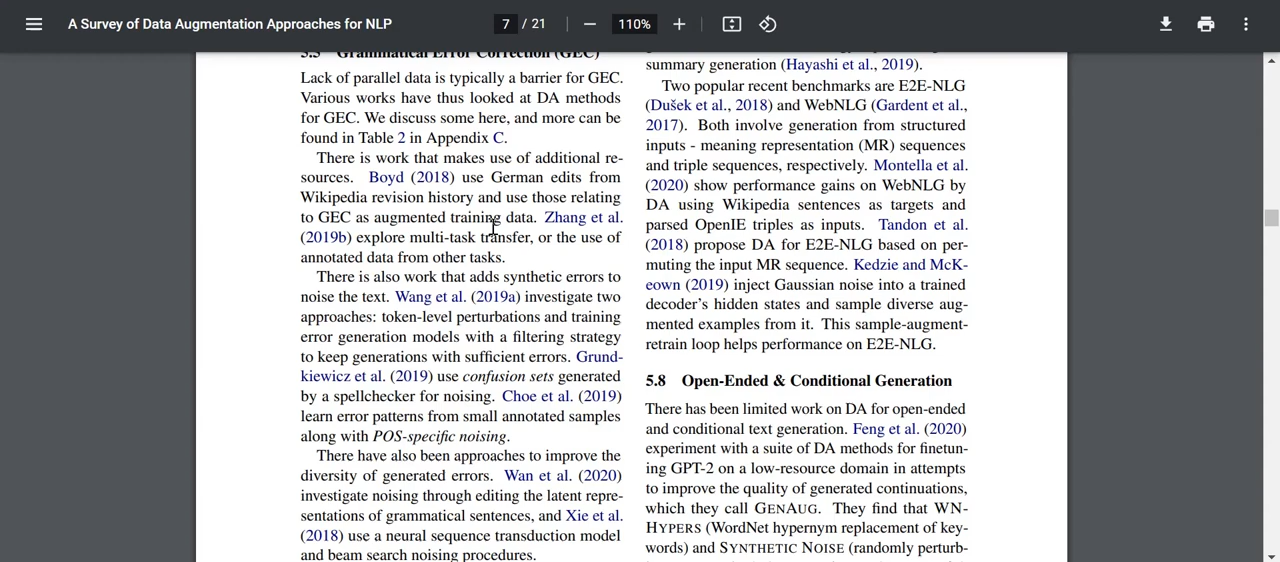 A Survey of Data Augmentation Approaches for NLP
7 / 21
110%
5.5 Grammatical Error Correction (GEC)
Lack of parallel data is typically a barrier for GEC.
Various works have thus looked at DA methods
for GEC. We discuss some here, and more can be
found in Table 2 in Appendix C.
There is work that makes use of additional re-
sources. Boyd (2018) use German edits from
Wikipedia revision history and use those relating
to GEC as augmented training data. Zhang et al.
(2019b) explore multi-task transfer, or the use of
annotated data from other tasks.
There is also work that adds synthetic errors to
noise the text. Wang et al. (2019a) investigate two
approaches: token-level perturbations and training
error generation models with a filtering strategy
to keep generations with sufficient errors. Grund-
kiewicz et al. (2019) use confusion sets generated
by a spellchecker for noising. Choe et al. (2019)
learn error patterns from small annotated samples
along with POS-specific noising.
There have also been approaches to improve the
diversity of generated errors. Wan et al. (2020)
investigate noising through editing the latent repre-
sentations of grammatical sentences, and Xie et al.
(2018) use a neural sequence transduction model
and beam search noising procedures.
summary generation (Hayashi et al., 2019).
Two popular recent benchmarks are E2E-NLG
(Dušek et al., 2018) and WebNLG (Gardent et al.,
2017). Both involve generation from structured
inputs - meaning representation (MR) sequences
and triple sequences, respectively. Montella et al.
(2020) show performance gains on WebNLG by
DA using Wikipedia sentences as targets and
parsed OpenIE triples as inputs. Tandon et al.
(2018) propose DA for E2E-NLG based on per-
muting the input MR sequence. Kedzie and McK-
eown (2019) inject Gaussian noise into a trained
decoder's hidden states and sample diverse aug-
mented examples from it. This sample-augment-
retrain loop helps performance on E2E-NLG.
5.8 Open-Ended & Conditional Generation
There has been limited work on DA for open-ended
and conditional text generation. Feng et al. (2020)
experiment with a suite of DA methods for finetun-
ing GPT-2 on a low-resource domain in attempts
to improve the quality of generated continuations,
which they call GENAUG. They find that WN-
HYPERS (WordNet hypernym replacement of key-
words) and SYNTHETIC NOISE (randomly perturb-